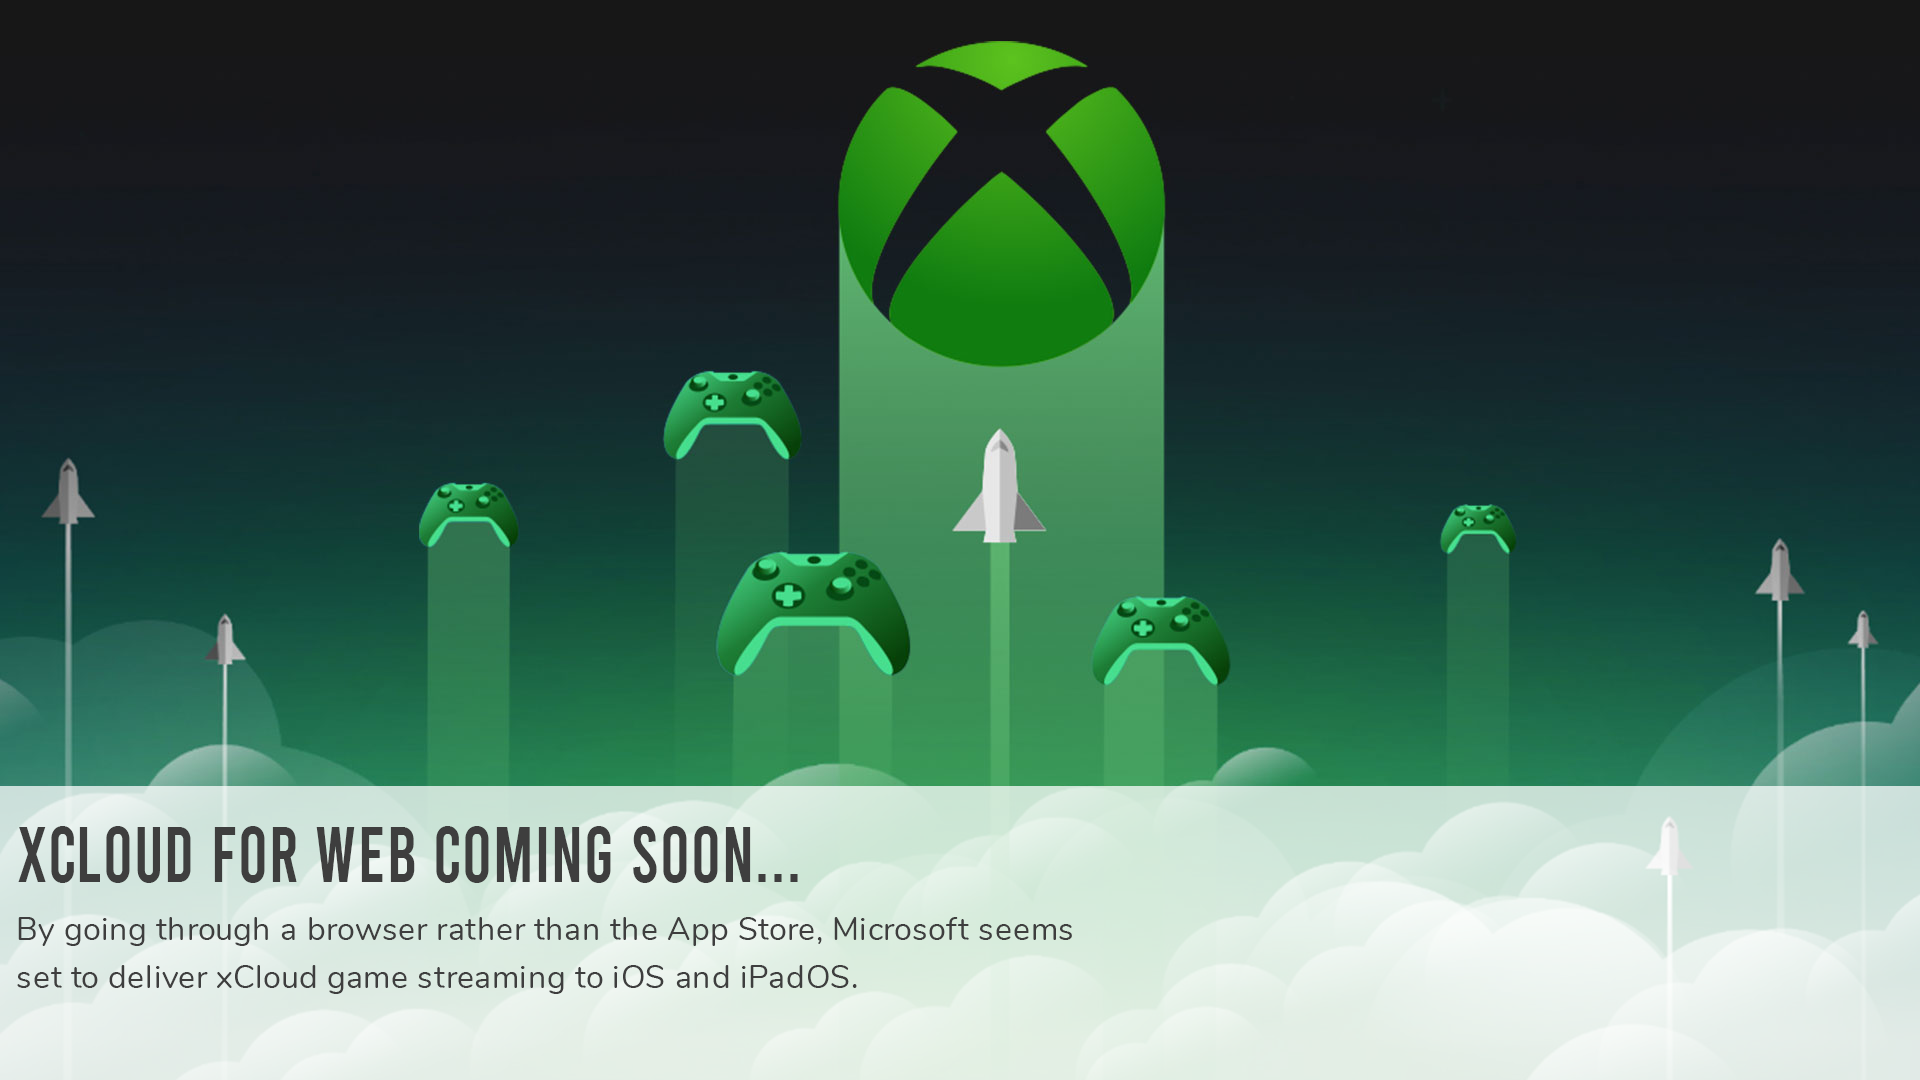 XCLOUD FOR WEB COMING SOON...
By going through a browser rather than the App Store, Microsoft seems
set to deliver xCloud game streaming to iOS and iPadOS.